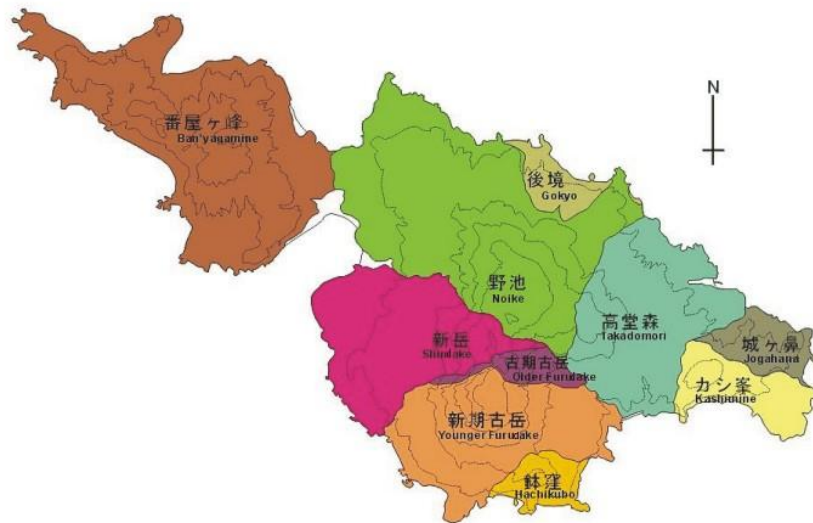 N
番屋ヶ峰
Ban'yagamine
後境
Gokyo
野池
Noike
高堂森
Takadomori
城ヶ鼻
Jogahana
新岳
Shindake
古期古岳
Older Furudake
カシ峯
Kashimine
新期古岳
Younger Furudake
鉢窪
Hachikubo